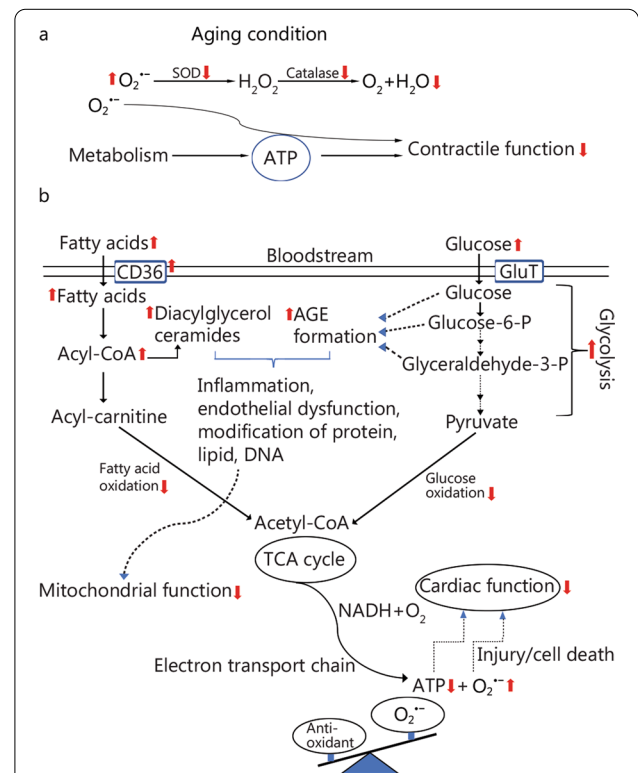 a
Aging condition
O₂•− SOD H₂O₂ Catalase O₂+H₂O
O₂•−
Metabolism ATP Contractile function
b
Fatty acids Bloodstream Glucose
CD36 GluT
Fatty acids Glucose
Diacylglycerol AGE Glucose-6-P
ceramides formation
Acyl-CoA Glyceraldehyde-3-P
Glycolysis
Inflammation,
endothelial dysfunction,
modification of protein,
lipid, DNA
Acyl-carnitine Pyruvate
Fatty acid
oxidation
Glucose
oxidation
Acetyl-CoA
TCA cycle
Mitochondrial function
Cardiac function
NADH+O₂
Electron transport chain
Injury/cell death
ATP + O₂•−
Anti-
oxidant
O₂•−